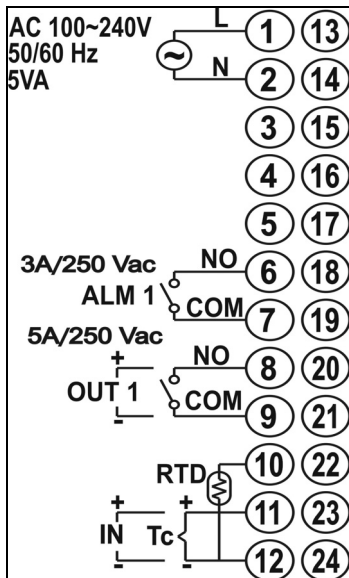 AC 100~240V
50/60 Hz
5VA
L
N
1 13
2 14
3 15
4 16
5 17
3A/250 Vac
NO
6 18
ALM 1
COM
7 19
5A/250 Vac
+
NO
8 20
OUT 1
COM
-
9 21
RTD
10 22
+ +
11 23
IN Tc
- -
12 24